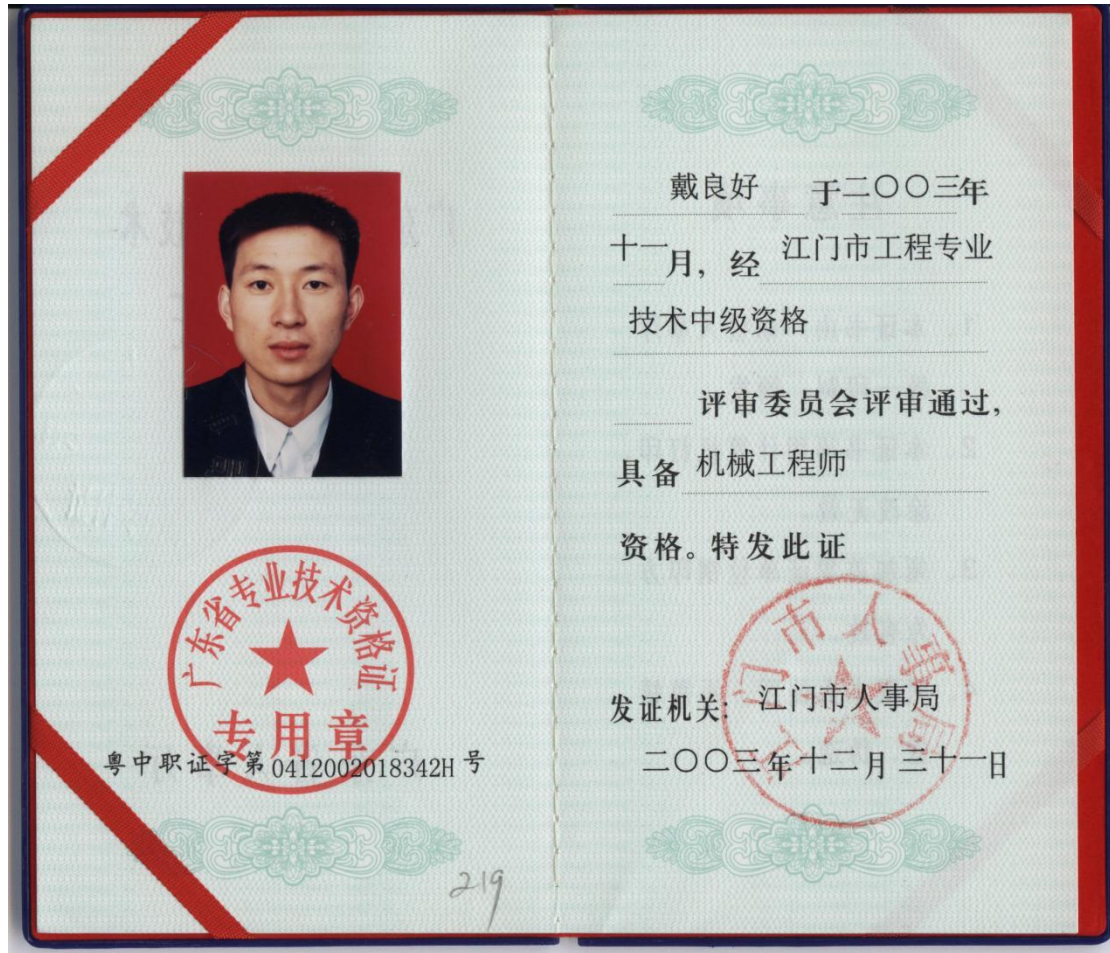 广东省专业技术资格证
专用章
粤中职证字第0412002018342H号
219
戴良好 于二〇〇三年
十一月，经 江门市工程专业
技术中级资格
评审委员会评审通过，
具备 机械工程师
资格。特发此证
江门市人事局
发证机关：江门市人事局
二〇〇三年十二月三十一日